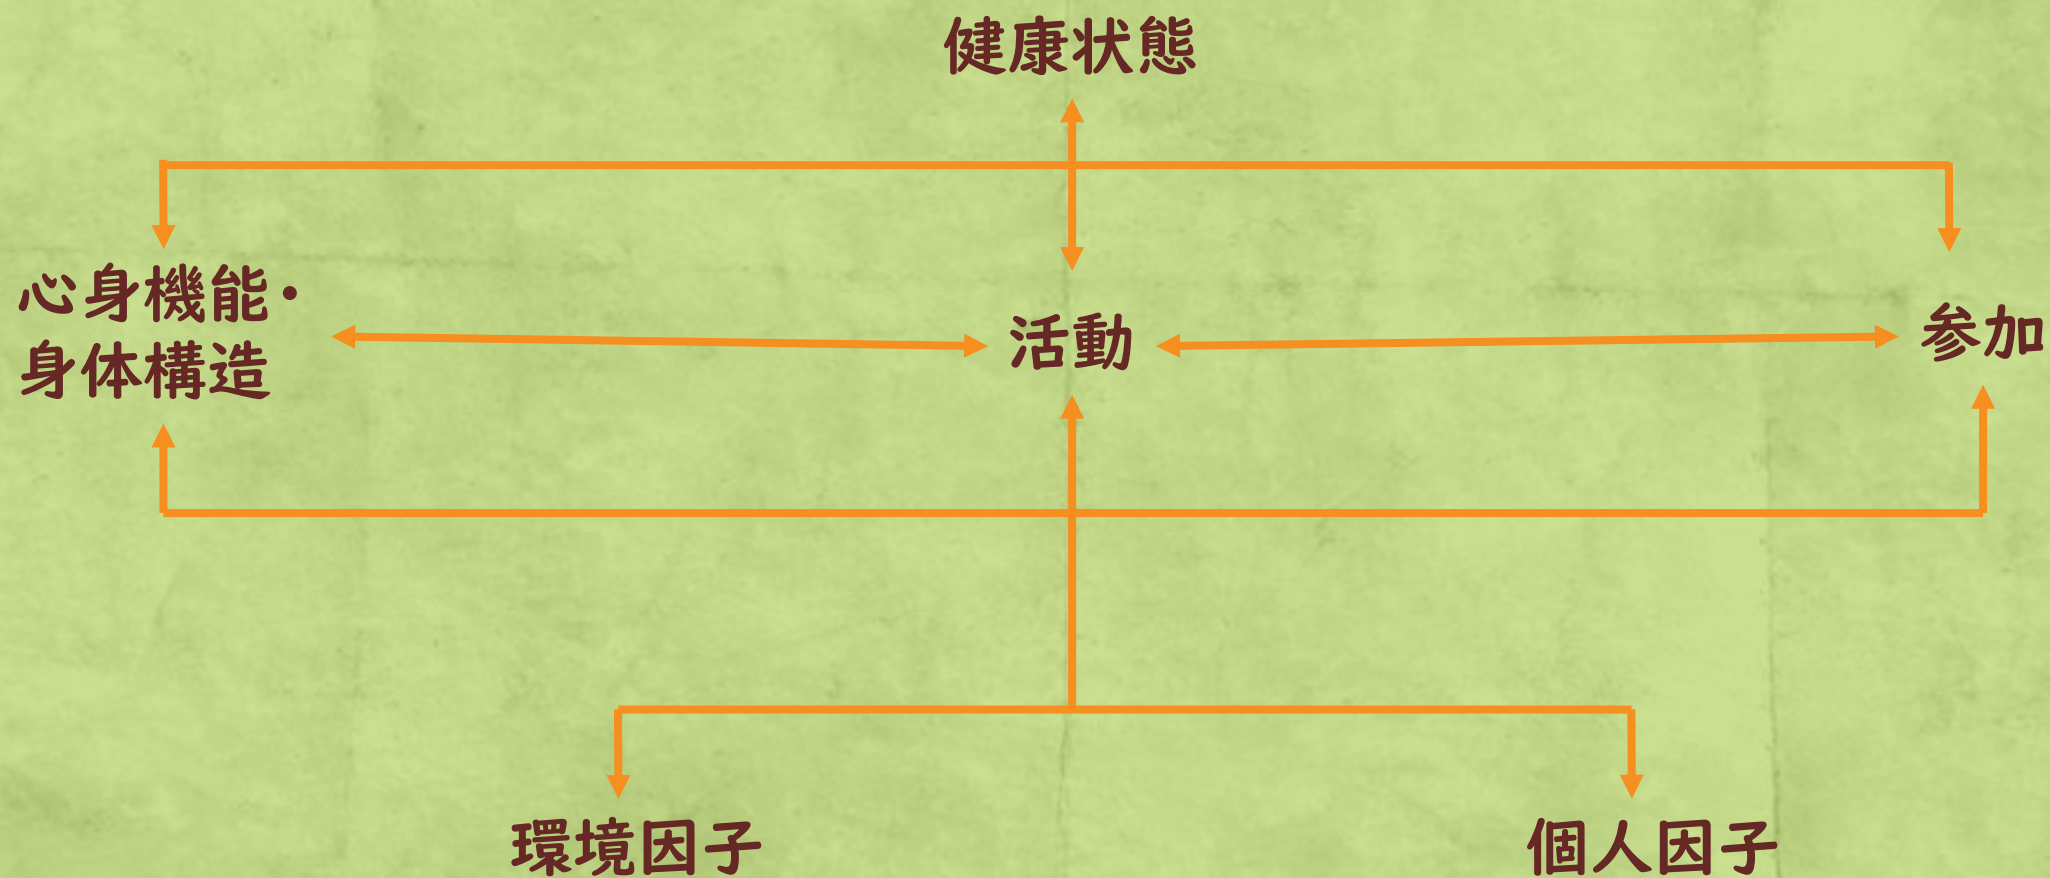 健康状態
心身機能・
身体構造
活動
参加
環境因子
個人因子